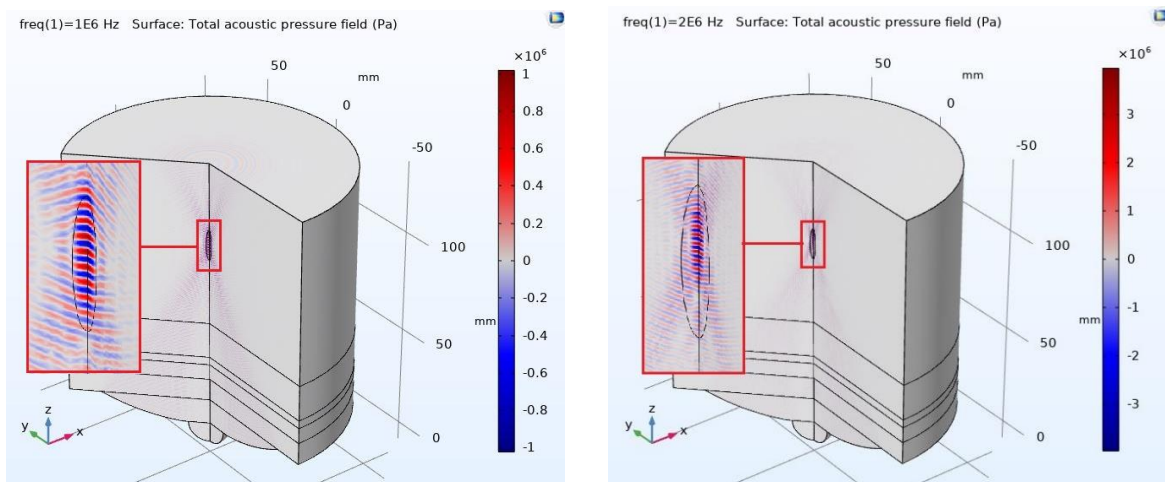 freq(1)=1E6 Hz Surface: Total acoustic pressure field (Pa)
×10⁶
50
mm
0
-50
100
50
mm
0
1
0.8
0.6
0.4
0.2
0
-0.2
-0.4
-0.6
-0.8
-1
z
y
x
freq(1)=2E6 Hz Surface: Total acoustic pressure field (Pa)
×10⁶
50
mm
0
-50
100
50
mm
0
3
2
1
0
-1
-2
-3
z
y
x